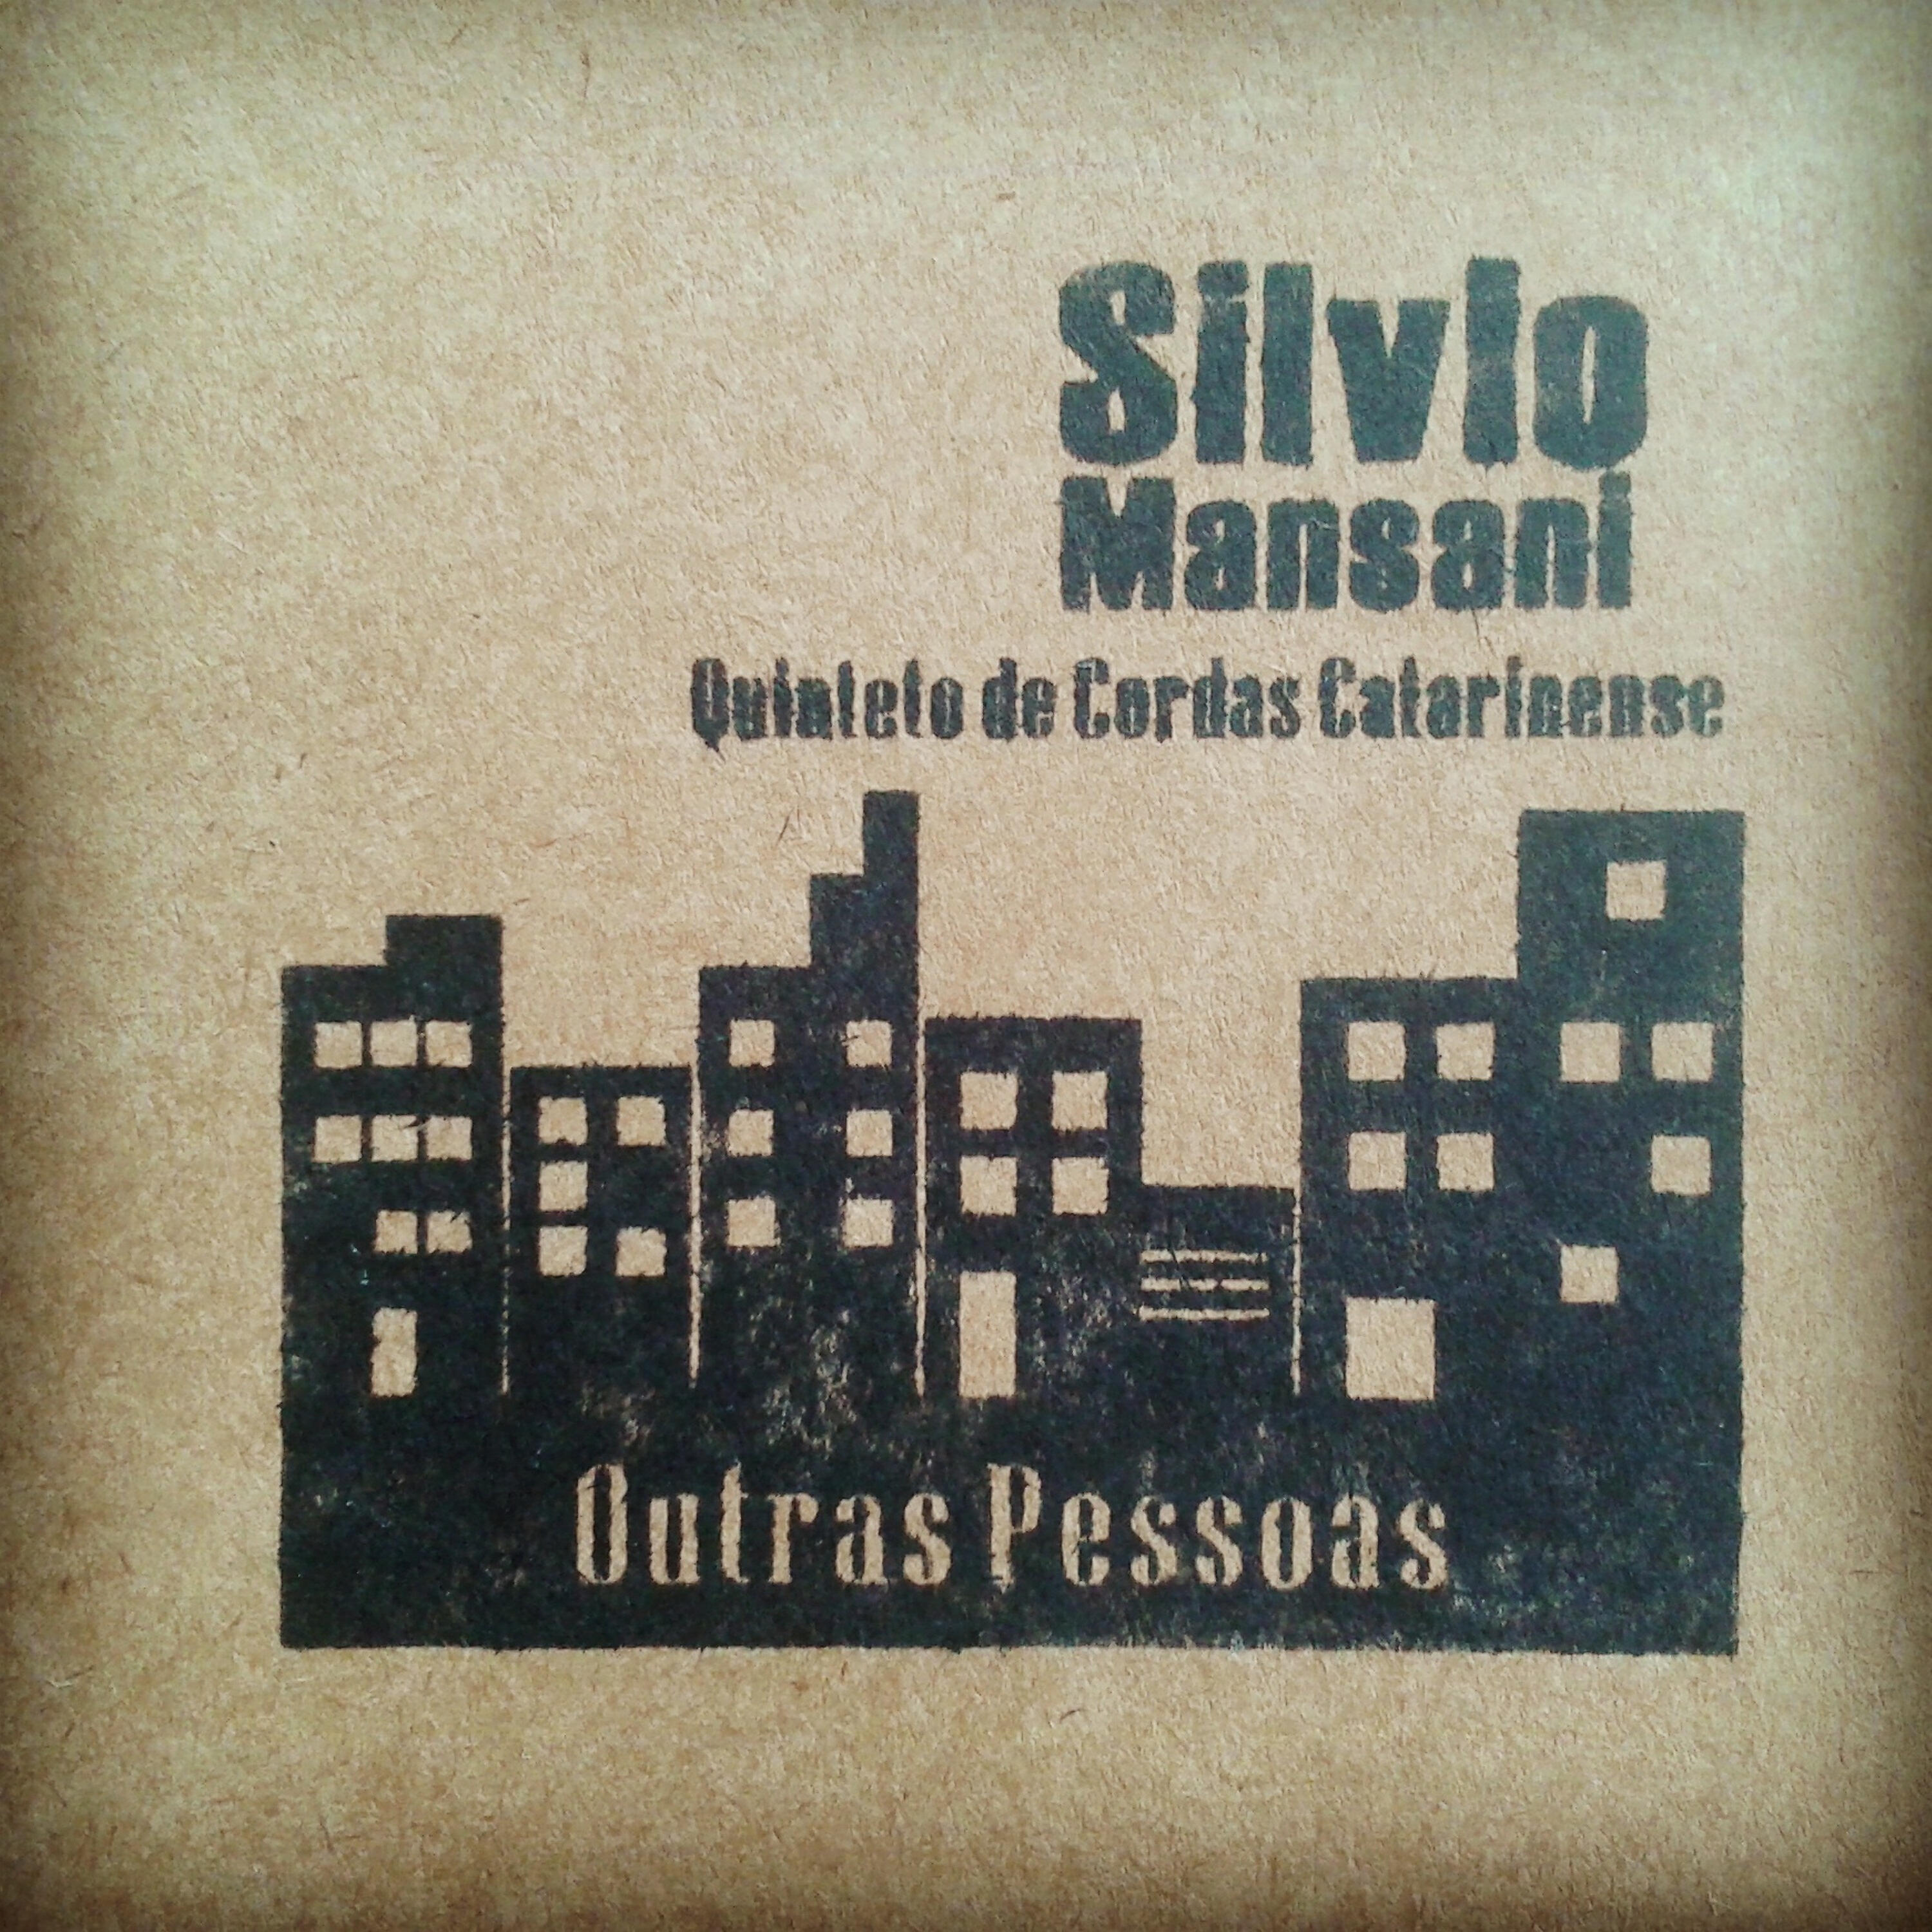 Silvio
Mansani
Quinteto de Cordas Catarinense
Outras Pessoas